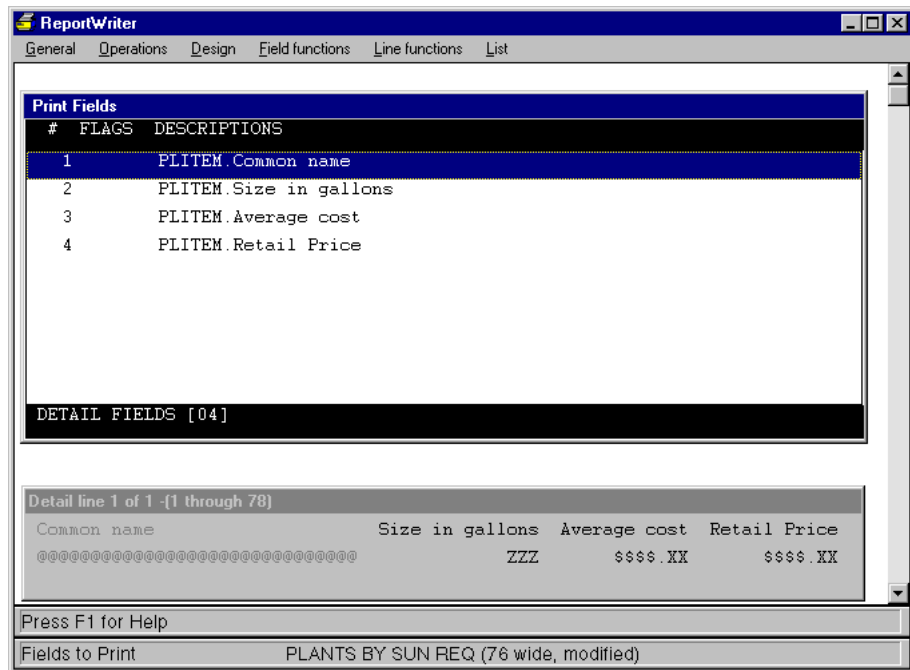 ReportWriter
General Operations Design Field functions Line functions List
Print Fields
# FLAGS DESCRIPTIONS
1 PLITEM.Common name
2 PLITEM.Size in gallons
3 PLITEM.Average cost
4 PLITEM.Retail Price
DETAIL FIELDS [04]
Detail line 1 of 1 -(1 through 78)
Common name Size in gallons Average cost Retail Price
@@@@@@@@@@@@@@@@@@@@@@@@@@@@@@ ZZZ $$$$.XX $$$$.XX
Press F1 for Help
Fields to Print PLANTS BY SUN REQ (76 wide, modified)